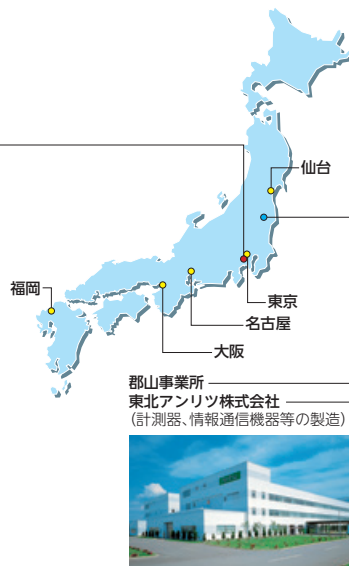 仙台
福岡
東京
名古屋
大阪
郡山事業所
東北アンリツ株式会社
(計測器、情報通信機器等の製造)